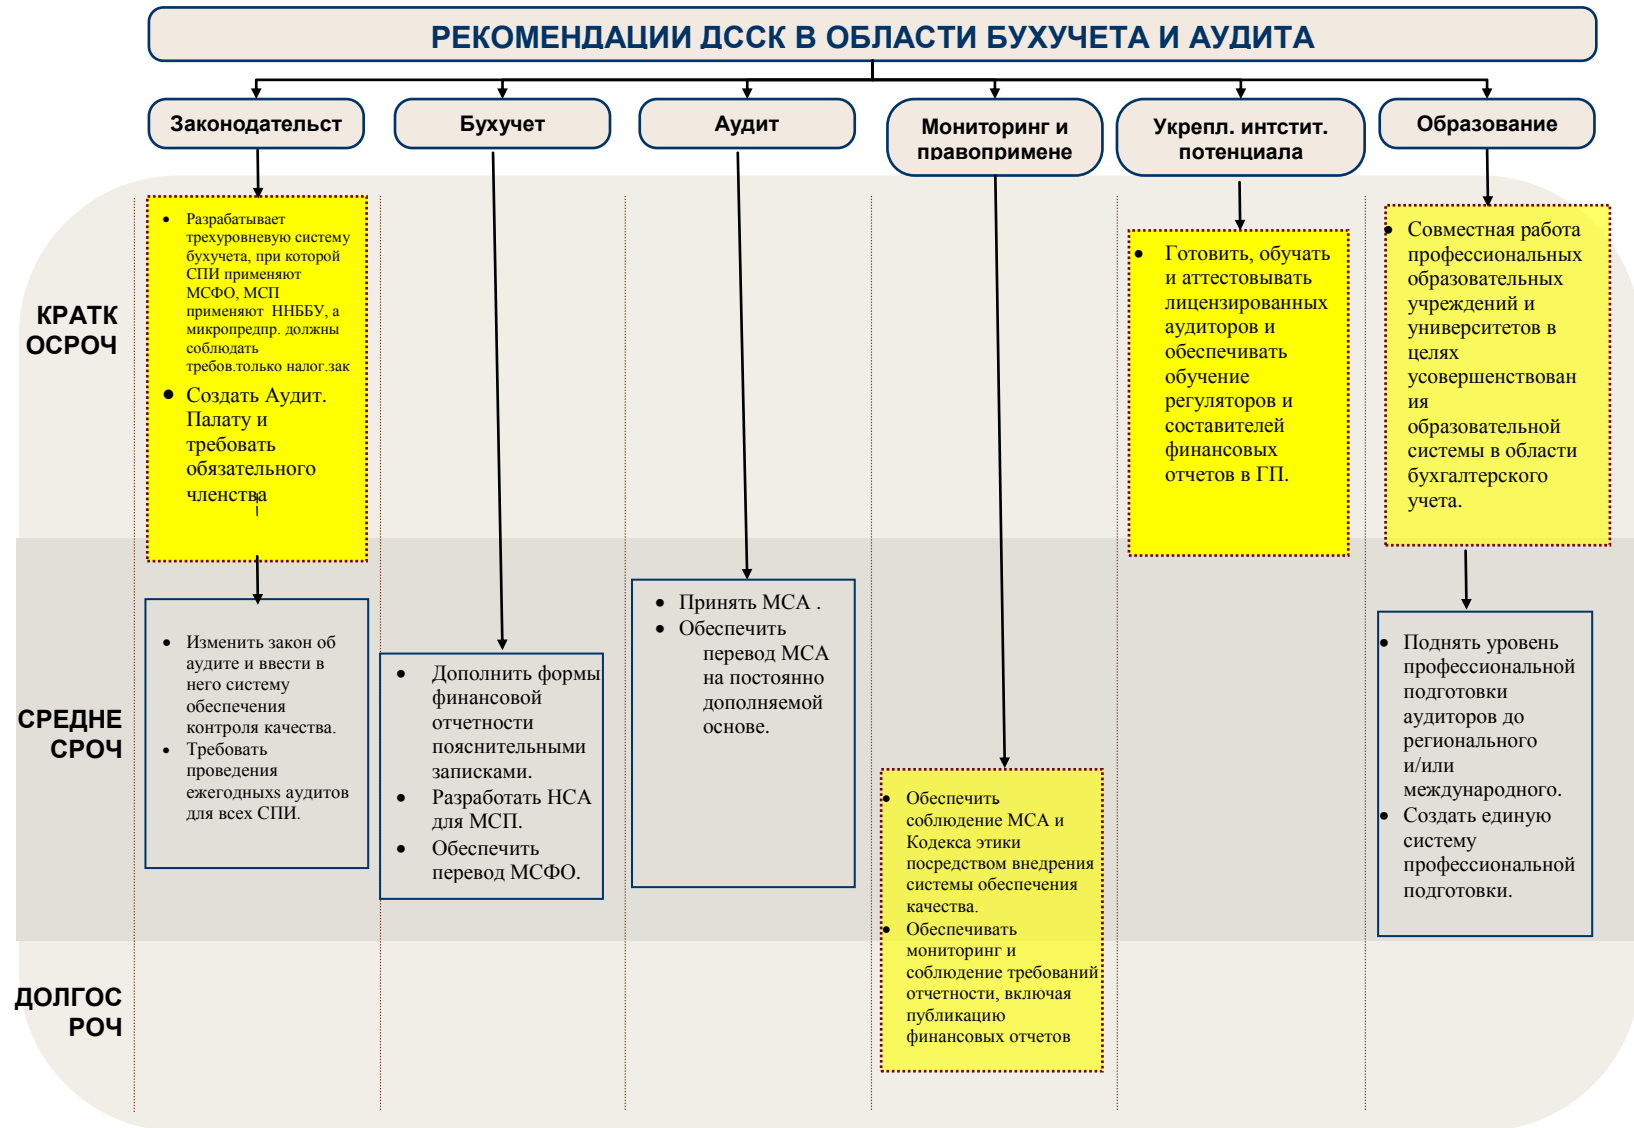 РЕКОМЕНДАЦИИ ДССК В ОБЛАСТИ БУХУЧЕТА И АУДИТА
Законодательст
Бухучет
Аудит
Мониторинг и
правопримене
Укрепл. интстит.
потенциала
Образование
КРАТК
ОСРОЧ
• Разрабатывает
трехуровневую систему
бухучета, при которой
СПИ применяют
МСФО, МСП
применяют ННББУ, а
микропредпр. должны
соблюдать
требов.только налог.зак
• Создать Аудит.
Палату и
требовать
обязательного
членства
• Готовить, обучать
и аттестовывать
лицензированных
аудиторов и
обеспечивать
обучение
регуляторов и
составителей
финансовых
отчетов в ГП.
• Совместная работа
профессиональных
образовательных
учреждений и
университетов в
целях
усовершенствован
ия
образовательной
системы в области
бухгалтерского
учета.
СРЕДНЕ
СРОЧ
• Изменить закон об
аудите и ввести в
него систему
обеспечения
контроля качества.
• Требовать
проведения
ежегодныхs аудитов
для всех СПИ.
• Дополнить формы
финансовой
отчетности
пояснительными
записками.
• Разработать НСА
для МСП.
• Обеспечить
перевод МСФО.
• Принять МСА .
• Обеспечить
перевод МСА
на постоянно
дополняемой
основе.
• Обеспечить
соблюдение МСА и
Кодекса этики
посредством внедрения
системы обеспечения
качества.
• Обеспечивать
мониторинг и
соблюдение требований
отчетности, включая
публикацию
финансовых отчетов
• Поднять уровень
профессиональной
подготовки
аудиторов до
регионального
и/или
международного.
• Создать единую
систему
профессиональной
подготовки.
ДОЛГОС
РОЧ